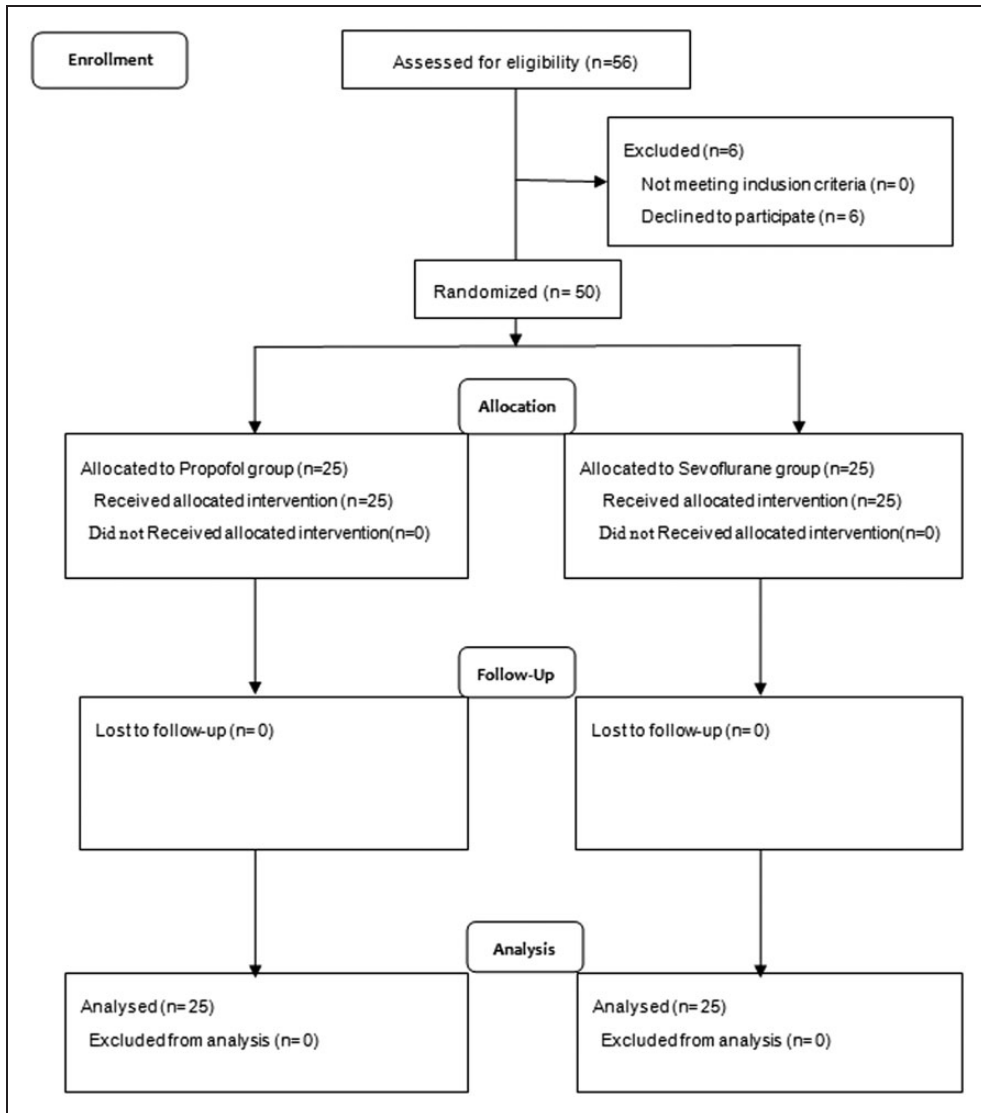 Enrollment
Assessed for eligibility (n=56)
Excluded (n=6)
Not meeting inclusion criteria (n= 0)
Declined to participate (n= 6)
Randomized (n= 50)
Allocation
Allocated to Propofol group (n=25)
Received allocated intervention (n=25)
Did not Received allocated intervention(n=0)
Allocated to Sevoflurane group (n=25)
Received allocated intervention (n=25)
Did not Received allocated intervention(n=0)
Follow-Up
Lost to follow-up (n= 0)
Lost to follow-up (n= 0)
Analysis
Analysed (n= 25)
Excluded from analysis (n= 0)
Analysed (n= 25)
Excluded from analysis (n= 0)